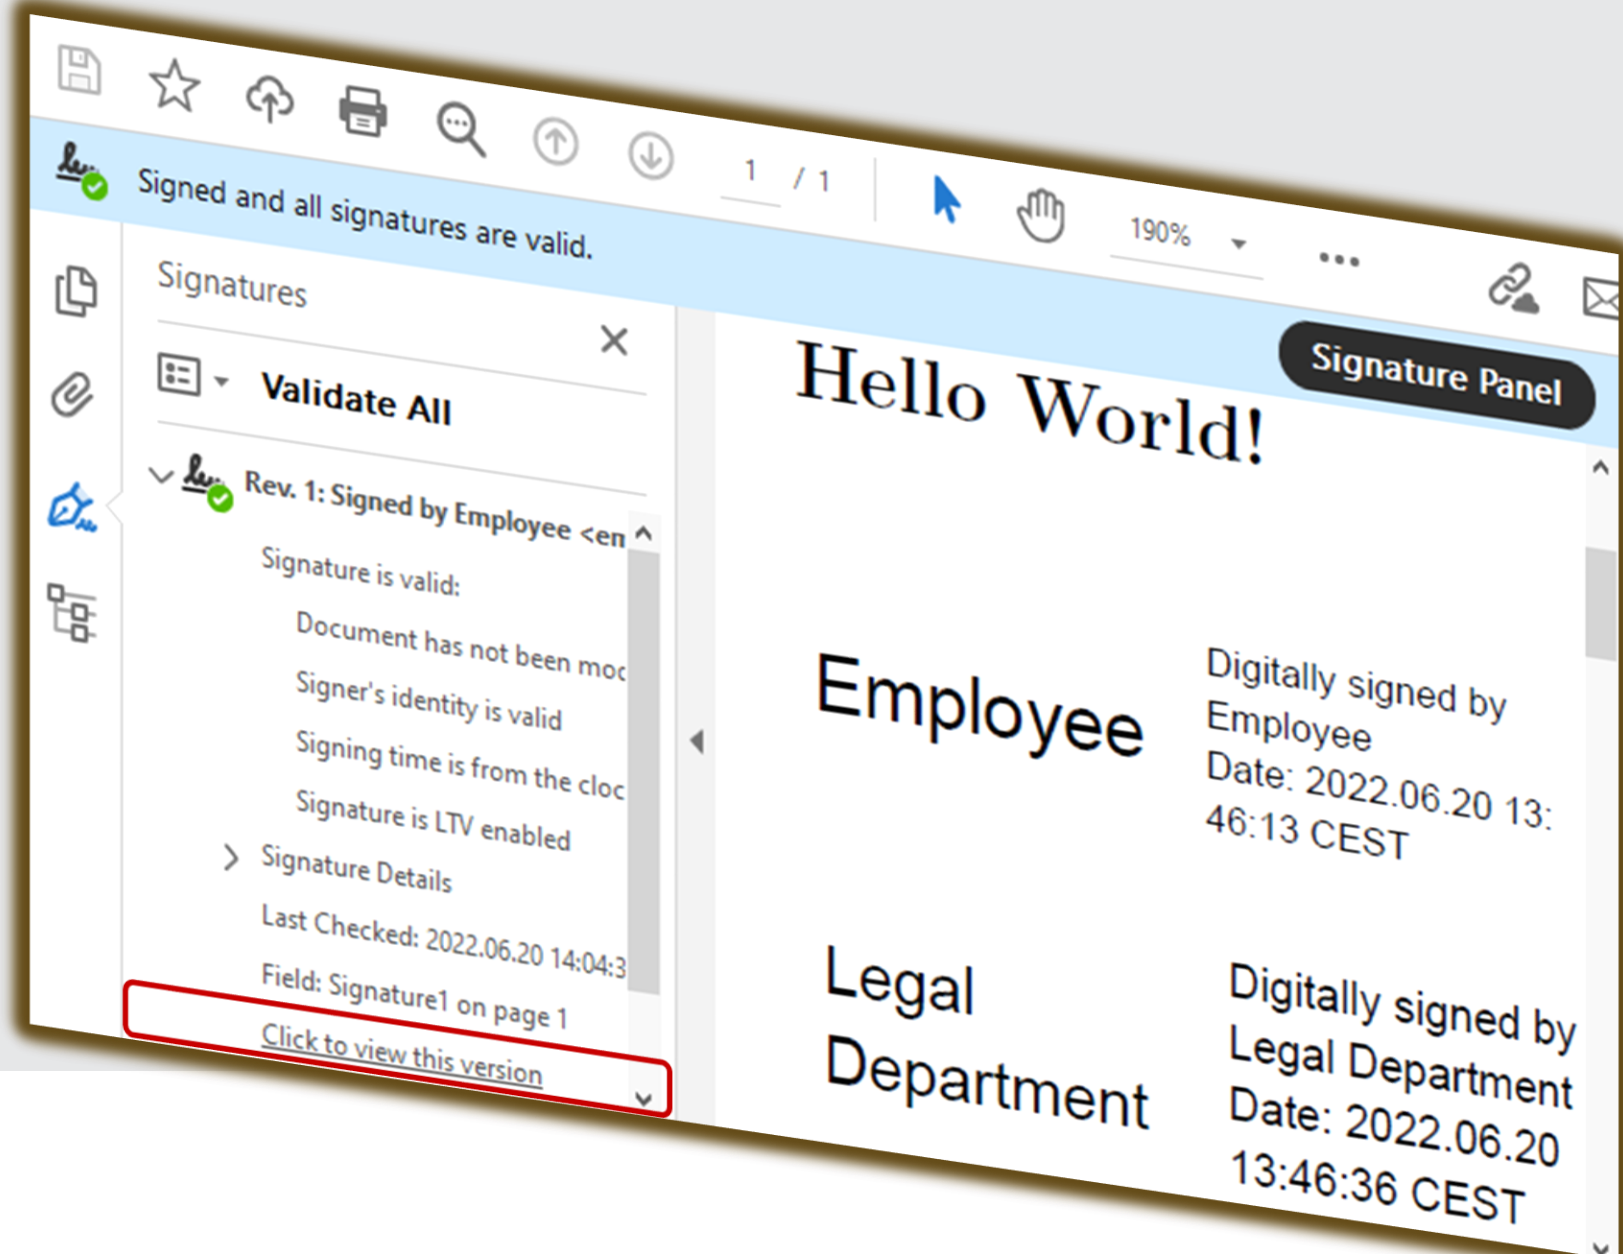 1 / 1
190%
Signed and all signatures are valid.
Signature Panel
Signatures
Validate All
Rev. 1: Signed by Employee
Signature is valid:
Document has not been
Signer's identity is valid
Signing time is from the
Signature is LTV enabled
Signature Details
Last Checked: 2022.06.20 14:04:3
Field: Signature1 on page 1
Click to view this version
Hello World!
Employee
Digitally signed by
Employee
Date: 2022.06.20 13:
46:13 CEST
Legal
Department
Digitally signed by
Legal Department
Date: 2022.06.20
13:46:36 CEST